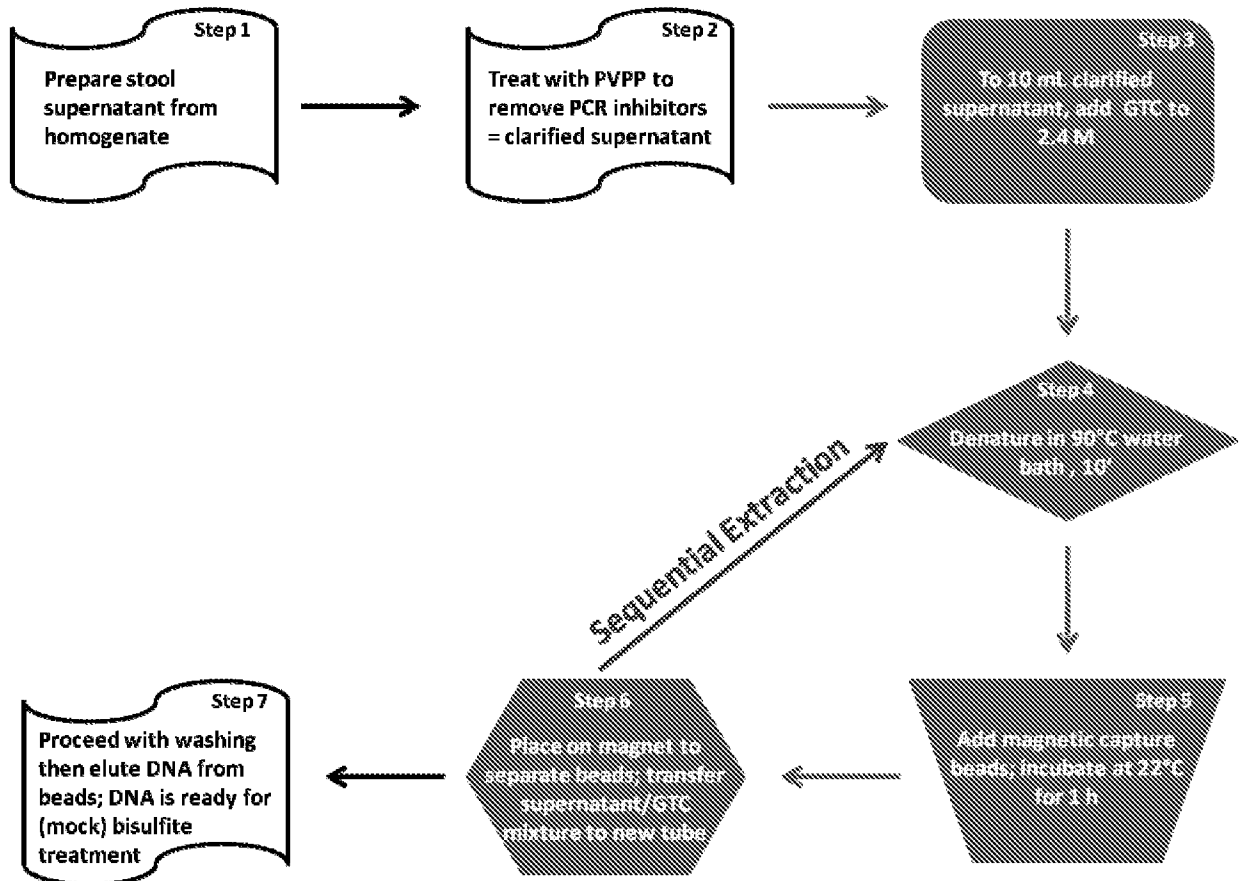 Step 1
Prepare stool
supernatant from
homogenate
Step 2
Treat with PVPP to
remove PCR inhibitors
= clarified supernatant
Step 3
To 10 mL clarified
supernatant, add GTC to
2.4 M
Step 4
Denature in 90°C water
bath , 10'
Step 5
Add magnetic capture
beads; incubate at 22°C
for 1 h
Step 6
Place on magnet to
separate beads; transfer
supernatant/GTC
mixture to new tube
Sequential Extraction
Step 7
Proceed with washing
then elute DNA from
beads; DNA is ready for
(mock) bisulfite
treatment